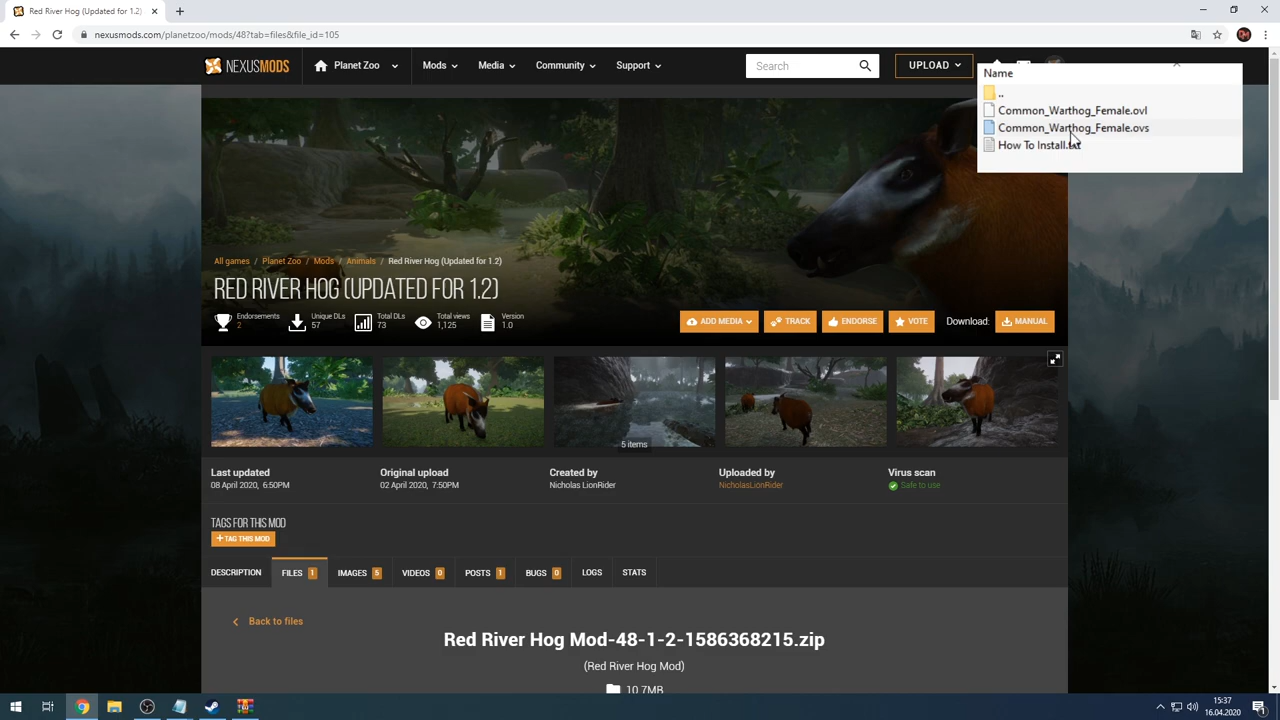 Red River Hog (Updated for 1.2)
nexusmods.com/planetzoo/mods/48?tab=files&file_id=105
NEXUSMODS
Planet Zoo
Mods
Media
Community
Support
Search
UPLOAD
Name
..
Common_Warthog_Female.ovl
Common_Warthog_Female.ovs
How To Install.txt
All games / Planet Zoo / Mods / Animals / Red River Hog (Updated for 1.2)
RED RIVER HOG (UPDATED FOR 1.2)
Endorsements
2
Unique DLs
57
Total DLs
73
Total views
1,125
Version
1.0
ADD MEDIA
TRACK
ENDORSE
VOTE
Download:
MANUAL
5 items
Last updated
08 April 2020, 6:50PM
Original upload
02 April 2020, 7:50PM
Created by
Nicholas LionRider
Uploaded by
NicholasLionRider
Virus scan
Safe to use
TAGS FOR THIS MOD
+ TAG THIS MOD
DESCRIPTION
FILES 1
IMAGES 5
VIDEOS 0
POSTS 1
BUGS 0
LOGS
STATS
Back to files
Red River Hog Mod-48-1-2-1586368215.zip
(Red River Hog Mod)
10.7MB
15:37
16.04.2020
1